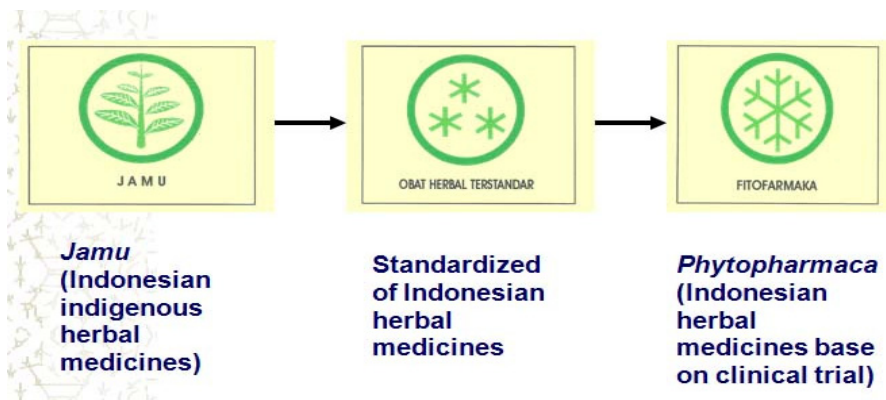 JAMU
OBAT HERBAL TERSTANDAR
FITOFARMAKA
Jamu
(Indonesian
indigenous
herbal
medicines)
Standardized
of Indonesian
herbal
medicines
Phytopharmaca
(Indonesian
herbal
medicines base
on clinical trial)